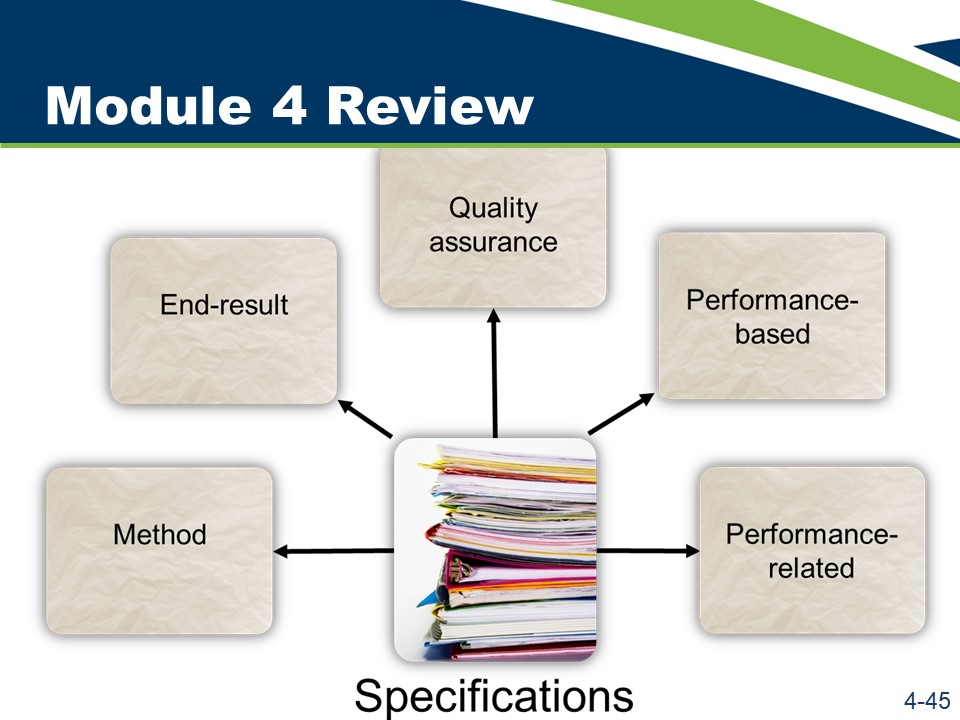 Module 4 Review
Quality
assurance
End-result
Performance-
based
Method
Performance-
related
Specifications
4-45